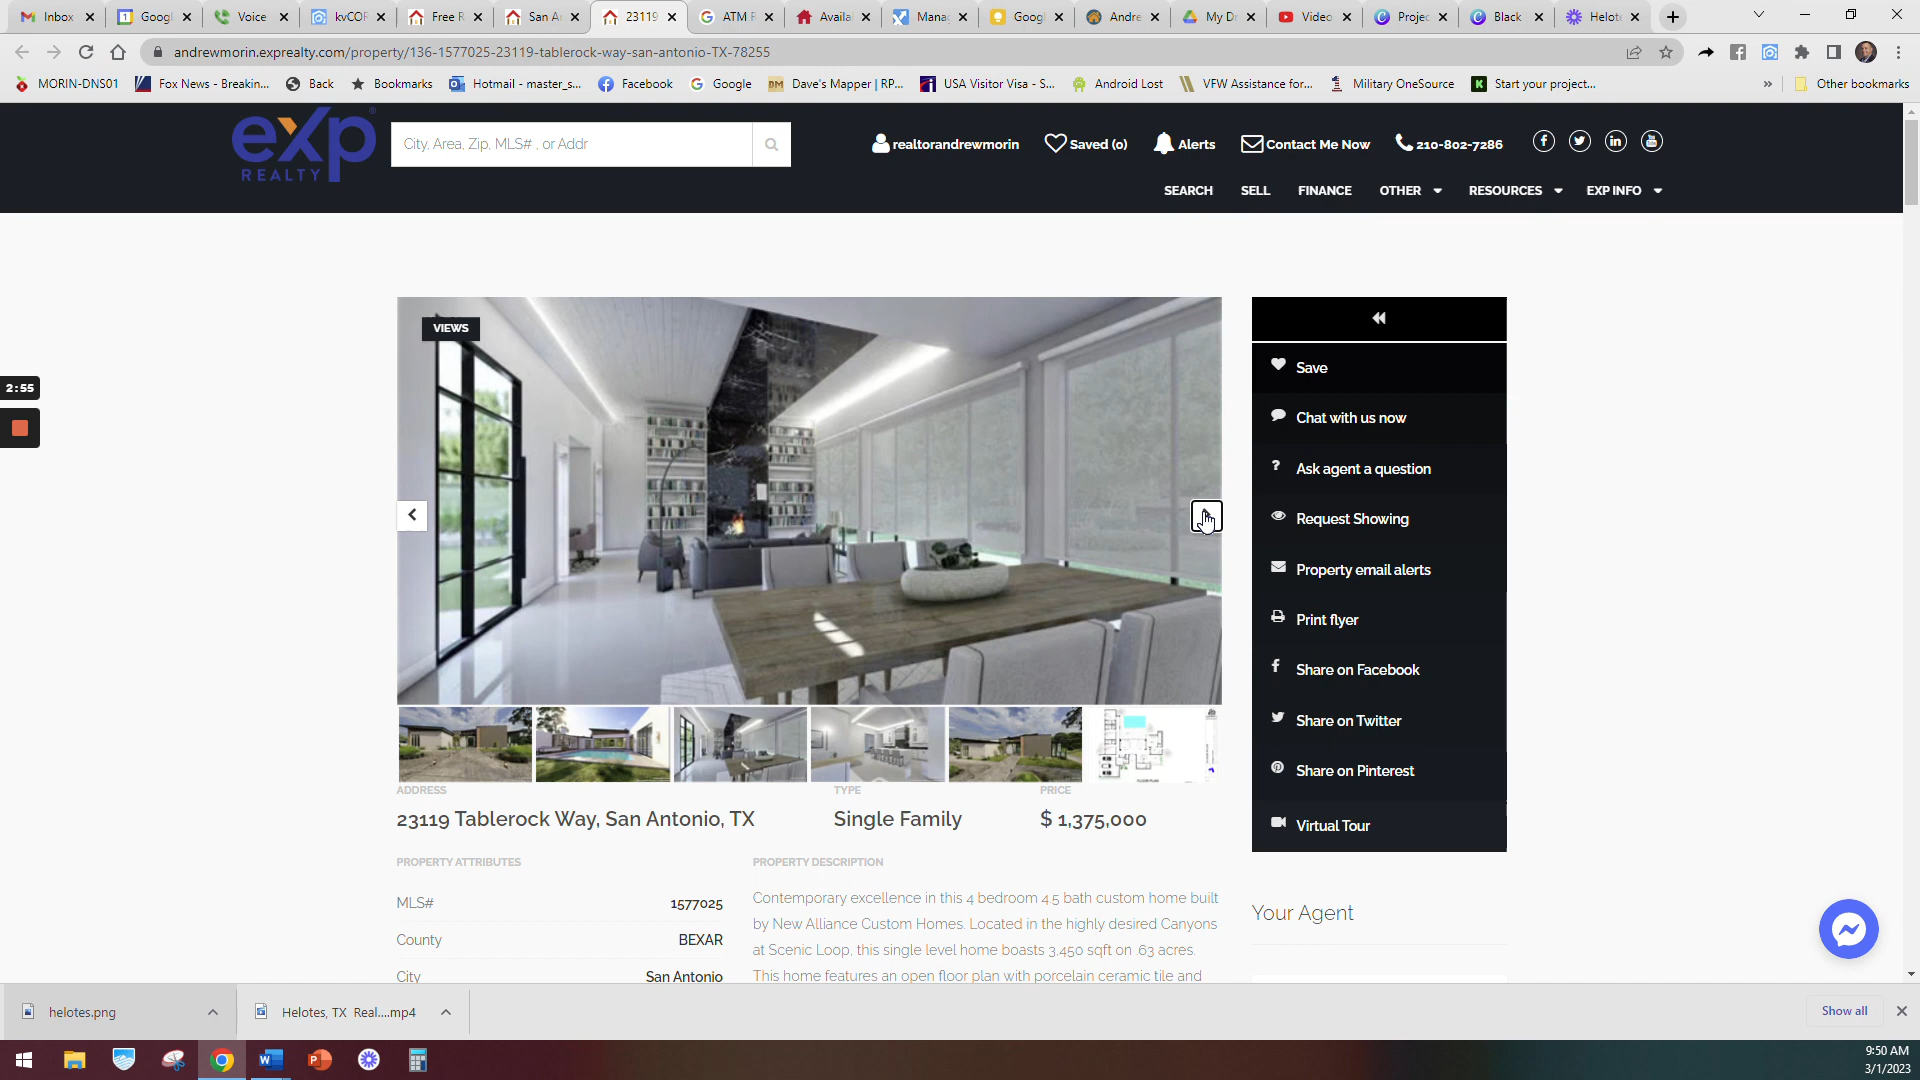 Inbox
Googl
Voice
kvCOF
Free R
San A
23119
ATM F
Availa
Mana
Googl
Andre
My Dr
Video
Projec
Black
Helot
andrewmorin.exprealty.com/property/136-1577025-23119-tablerock-way-san-antonio-TX-78255
MORIN-DNS01
Fox News - Breakin...
Back
Bookmarks
Hotmail - master_s...
Facebook
Google
Dave's Mapper | RP...
USA Visitor Visa - S...
Android Lost
VFW Assistance for...
Military OneSource
Start your project...
»
Other bookmarks
eXp
REALTY
City, Area, Zip, MLS# , or Addr
realtorandrewmorin
Saved (0)
Alerts
Contact Me Now
210-802-7286
SEARCH
SELL
FINANCE
OTHER
RESOURCES
EXP INFO
2:55
VIEWS
Save
Chat with us now
Ask agent a question
Request Showing
Property email alerts
Print flyer
Share on Facebook
Share on Twitter
Share on Pinterest
Virtual Tour
ADDRESS
TYPE
PRICE
23119 Tablerock Way, San Antonio, TX
Single Family
$ 1,375,000
PROPERTY ATTRIBUTES
MLS# 1577025
County BEXAR
City San Antonio
PROPERTY DESCRIPTION
Contemporary excellence in this 4 bedroom 4.5 bath custom home built
by New Alliance Custom Homes. Located in the highly desired Canyons
at Scenic Loop, this single level home boasts 3,450 sqft on .63 acres.
This home features an open floor plan with porcelain ceramic tile and
Your Agent
helotes.png
Helotes, TX Real....mp4
Show all
9:50 AM
3/1/2023